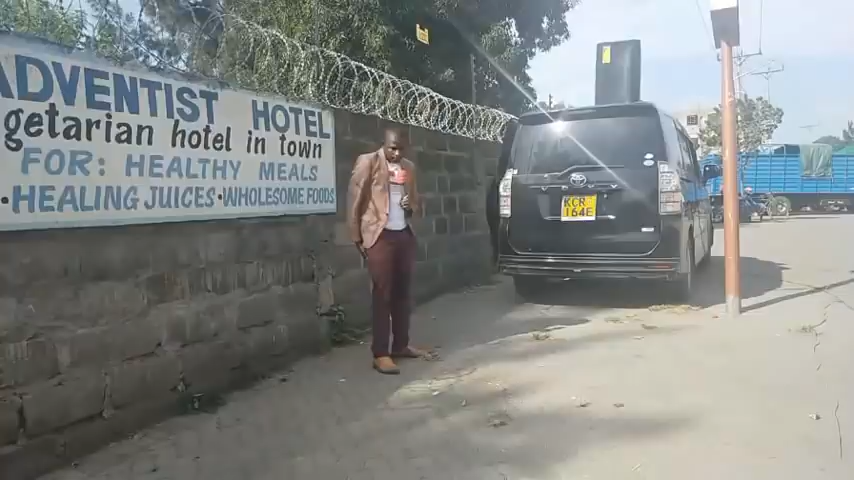 ADVENTIST HOTEL
getarian hotel in town
FOR: HEALTHY MEALS
• HEALING JUICES • WHOLESOME FOODS
KCR
164E